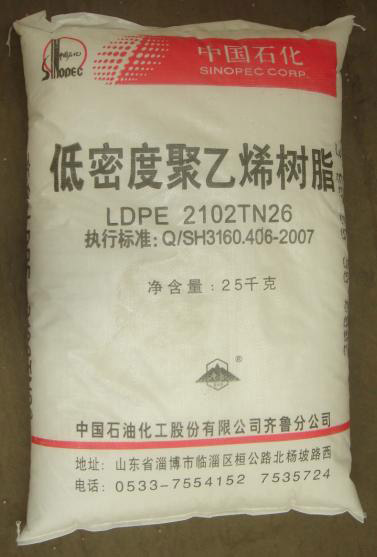 SINOPEC
中国石化
SINOPEC CORP.
低密度聚乙烯树脂
LDPE 2102TN26
执行标准: Q/SH3160.406-2007
净含量: 25千克
®
中国石油化工股份有限公司齐鲁分公司
地址: 山东省淄博市临淄区桓公路北杨坡路西
电话: 0533-7554152 7535724